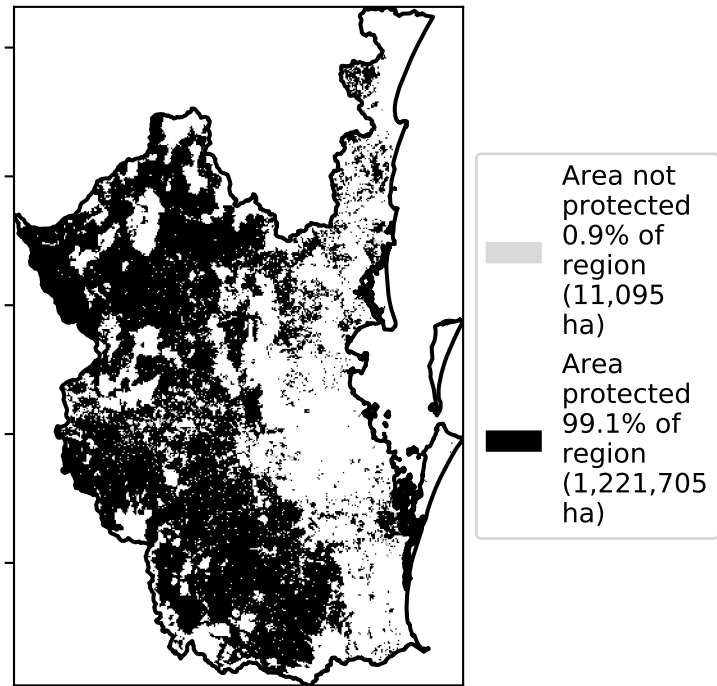 Area not
protected
0.9% of
region
(11,095
ha)
Area
protected
99.1% of
region
(1,221,705
ha)